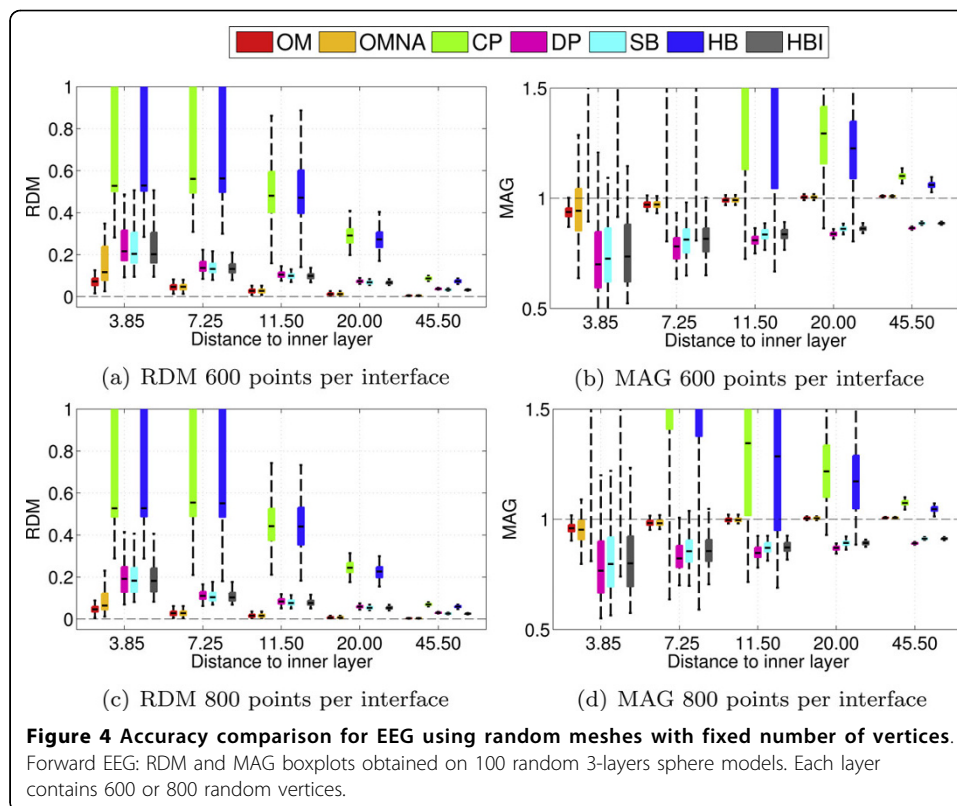 OM OMNA CP DP SB HB HBI
1
0.8
0.6
0.4
0.2
0
RDM
3.85 7.25 11.50 20.00 45.50
Distance to inner layer
(a) RDM 600 points per interface
1.5
1
0.5
MAG
3.85 7.25 11.50 20.00 45.50
Distance to inner layer
(b) MAG 600 points per interface
1
0.8
0.6
0.4
0.2
0
RDM
3.85 7.25 11.50 20.00 45.50
Distance to inner layer
(c) RDM 800 points per interface
1.5
1
0.5
MAG
3.85 7.25 11.50 20.00 45.50
Distance to inner layer
(d) MAG 800 points per interface
Figure 4 Accuracy comparison for EEG using random meshes with fixed number of vertices.
Forward EEG: RDM and MAG boxplots obtained on 100 random 3-layers sphere models. Each layer
contains 600 or 800 random vertices.